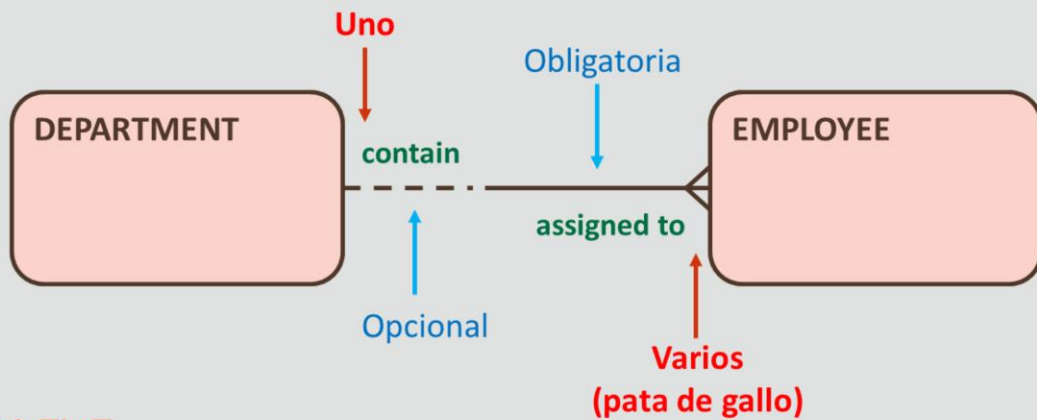 Uno
Obligatoria
DEPARTMENT
EMPLOYEE
contain
assigned to
Opcional
Varios
(pata de gallo)